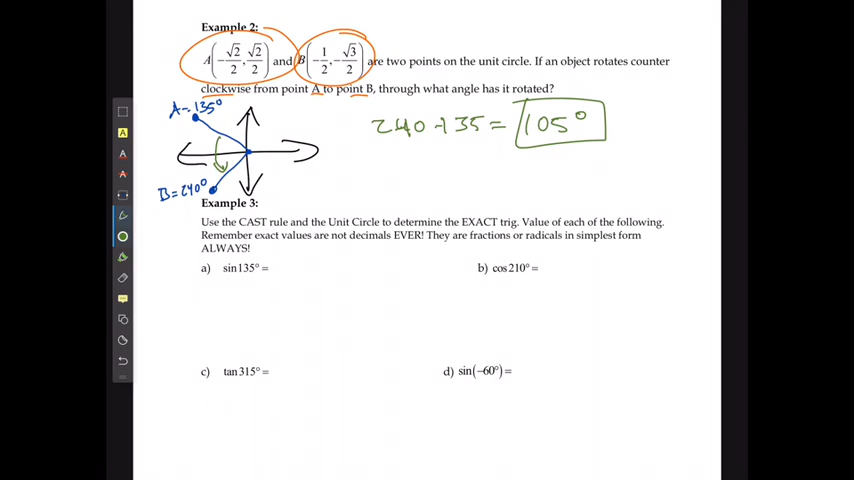 Example 2:
A(-√2/2, √2/2) and B(-1/2, -√3/2) are two points on the unit circle. If an object rotates counter
clockwise from point A to point B, through what angle has it rotated?
A=135°
240-135= 105°
B=240°
Example 3:
Use the CAST rule and the Unit Circle to determine the EXACT trig. Value of each of the following.
Remember exact values are not decimals EVER! They are fractions or radicals in simplest form
ALWAYS!
a) sin135°=
b) cos210°=
c) tan315°=
d) sin(-60°)=